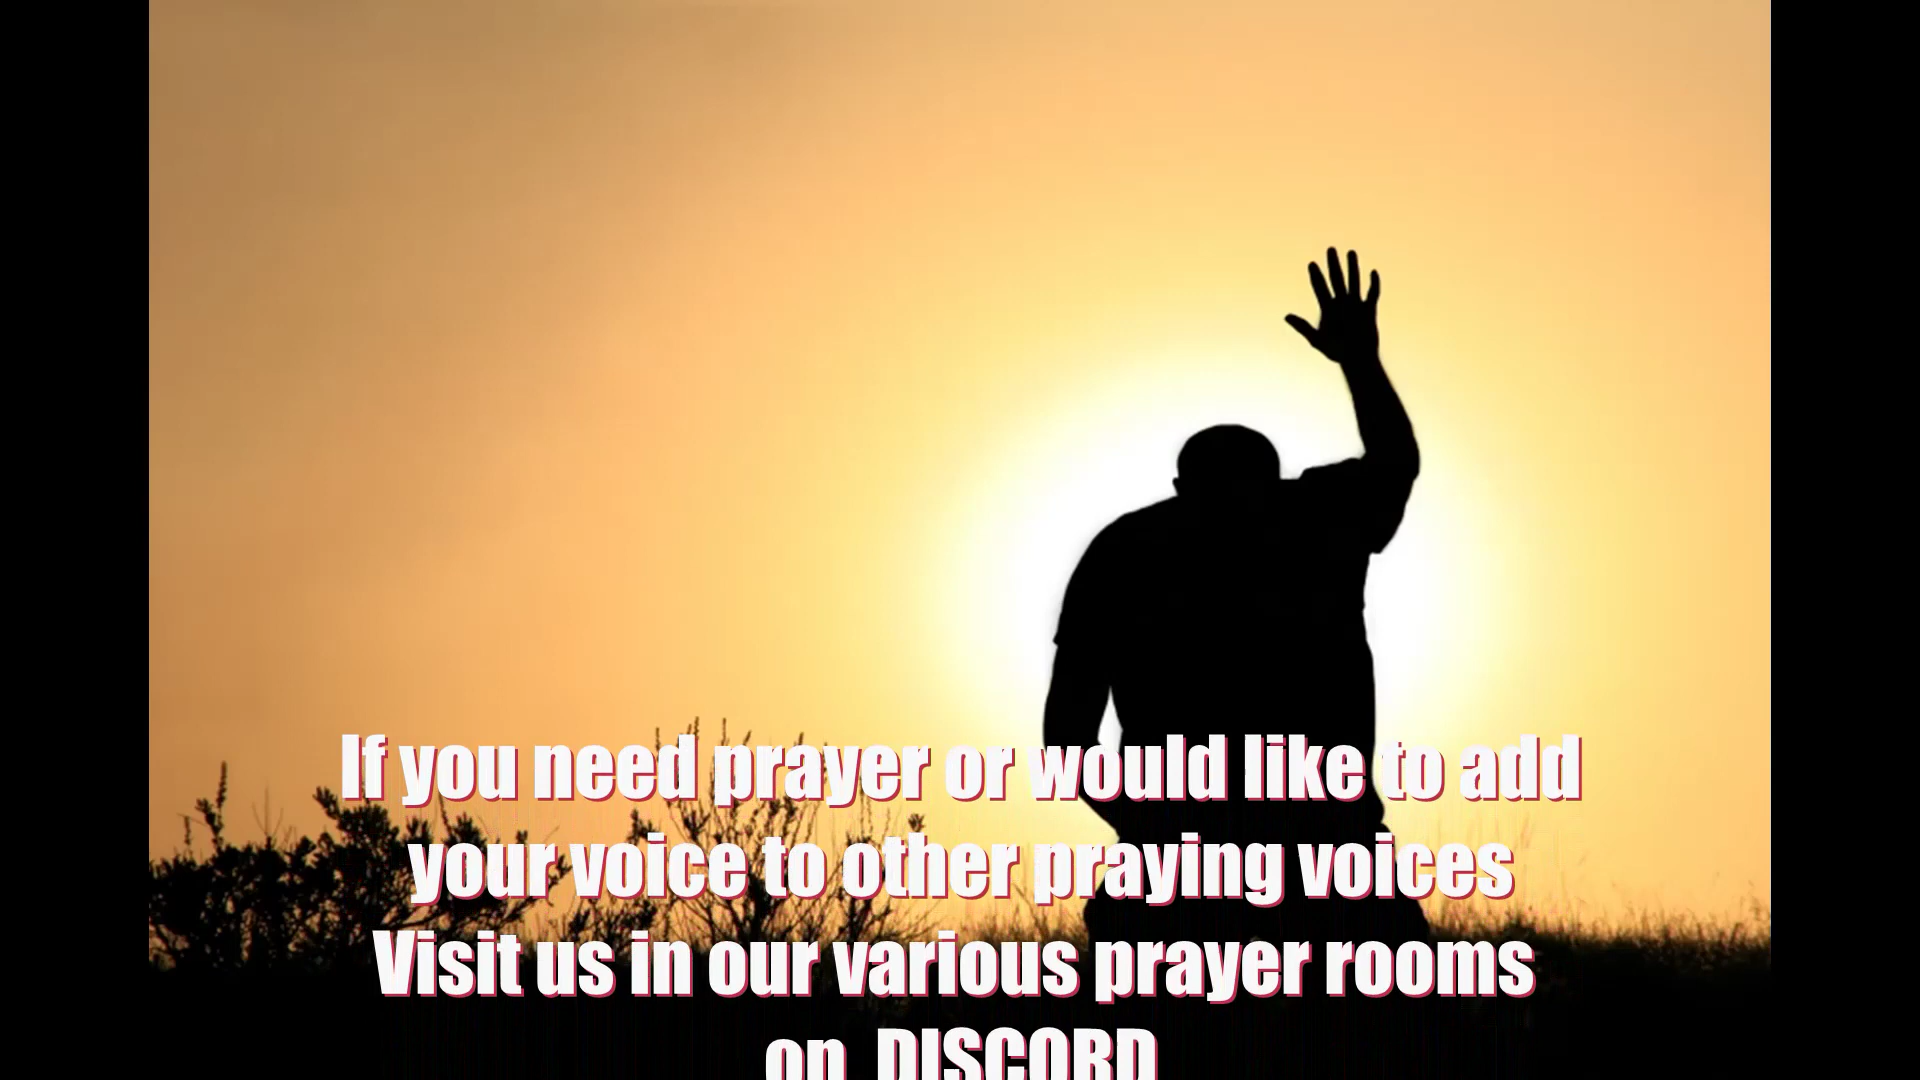 If you need prayer or would like to add
your voice to other praying voices
Visit us in our various prayer rooms
on DISCORD